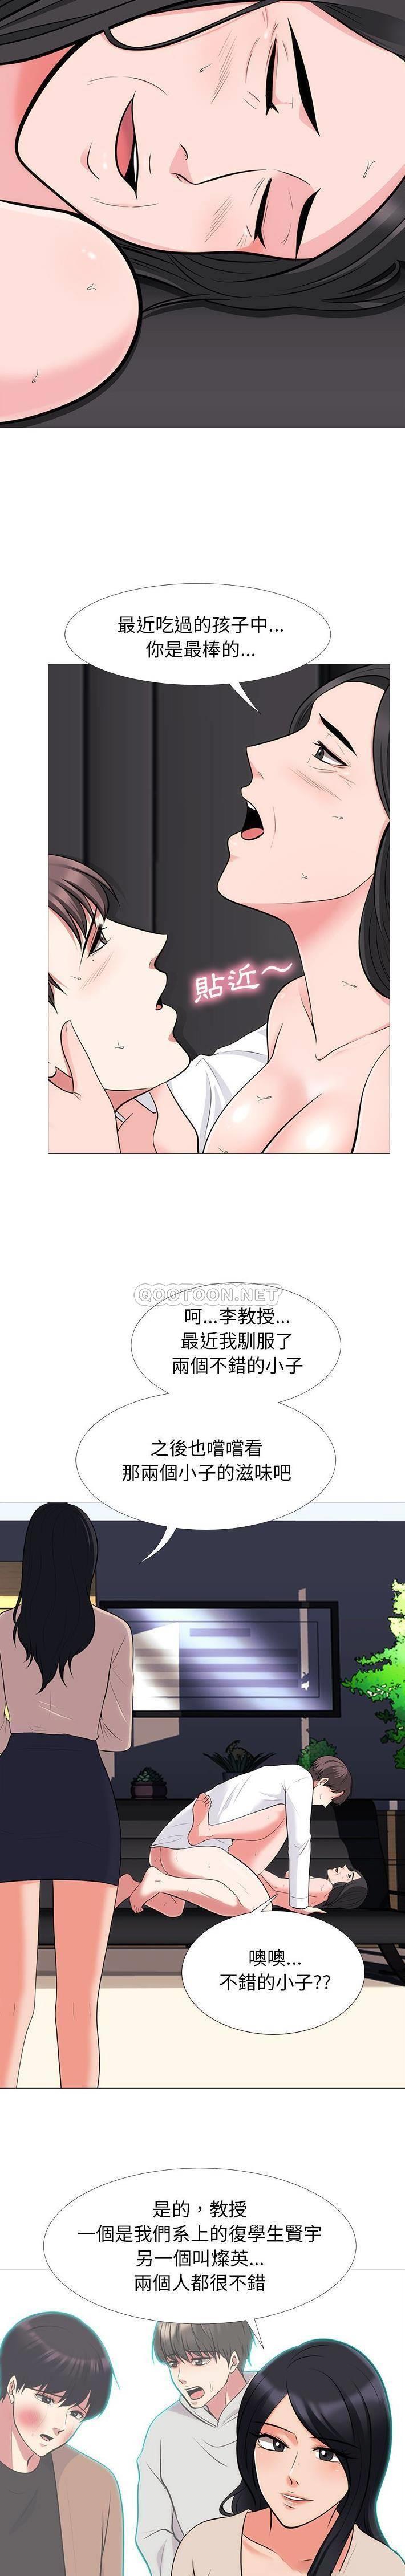 最近吃過的孩子中...
你是最棒的...
貼近~
QOOTOON.NET
呵...李教授...
最近我馴服了
兩個不錯的小子
之後也嚐嚐看
那兩個小子的滋味吧
噢噢...
不錯的小子??
是的，教授
一個是我們系上的復學生賢宇
另一個叫燦英...
兩個人都很不錯